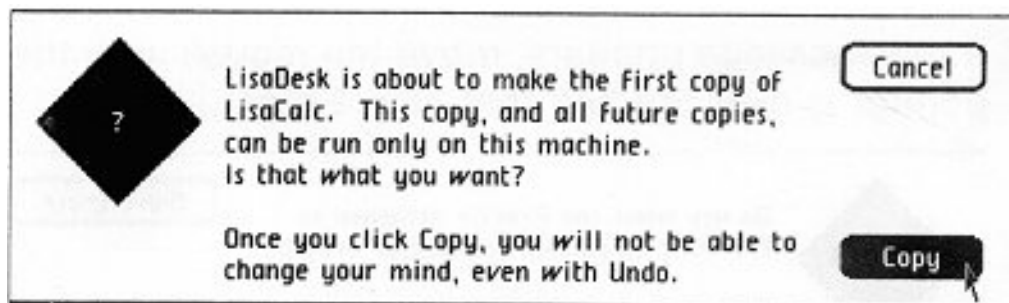 ?
LisaDesk is about to make the first copy of
LisaCalc. This copy, and all future copies,
can be run only on this machine.
Is that what you want?
Once you click Copy, you will not be able to
change your mind, even with Undo.
Cancel
Copy